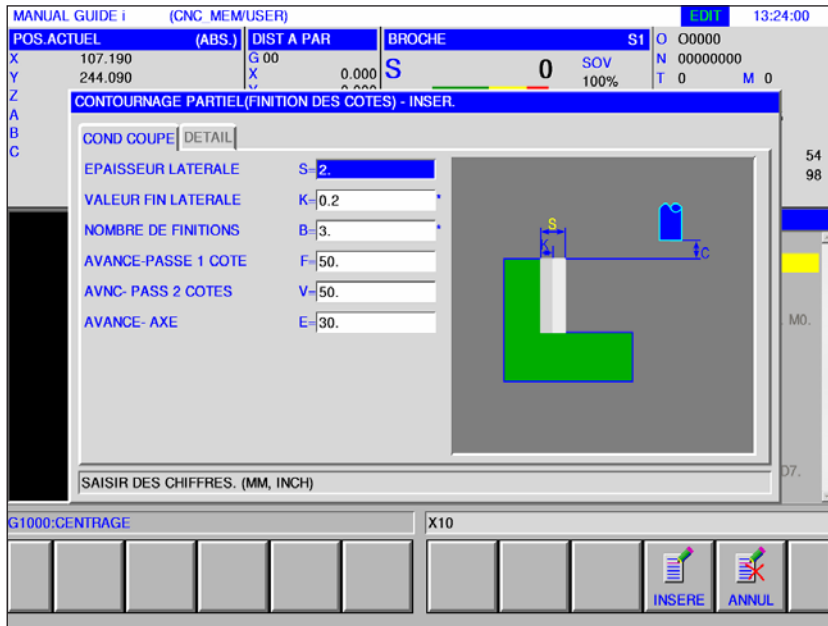 MANUAL GUIDE i (CNC_MEM/USER) EDIT 13:24:00
POS.ACTUEL (ABS.) DIST A PAR BROCHE S1 O O0000
X 107.190 G 00 S 0 SOV 100% N 00000000
Y 244.090 X 0.000 T 0 M 0
Z
A
B
C
54
98
CONTOURNAGE PARTIEL(FINITION DES COTES) - INSER.
COND COUPE DETAIL
EPAISSEUR LATERALE S=2.
VALEUR FIN LATERALE K=0.2 *
NOMBRE DE FINITIONS B=3. *
AVANCE-PASSE 1 COTE F=50.
AVNC- PASS 2 COTES V=50.
AVANCE- AXE E=30.
S
K
C
M0.
D7.
SAISIR DES CHIFFRES. (MM, INCH)
G1000:CENTRAGE X10
INSERE ANNUL